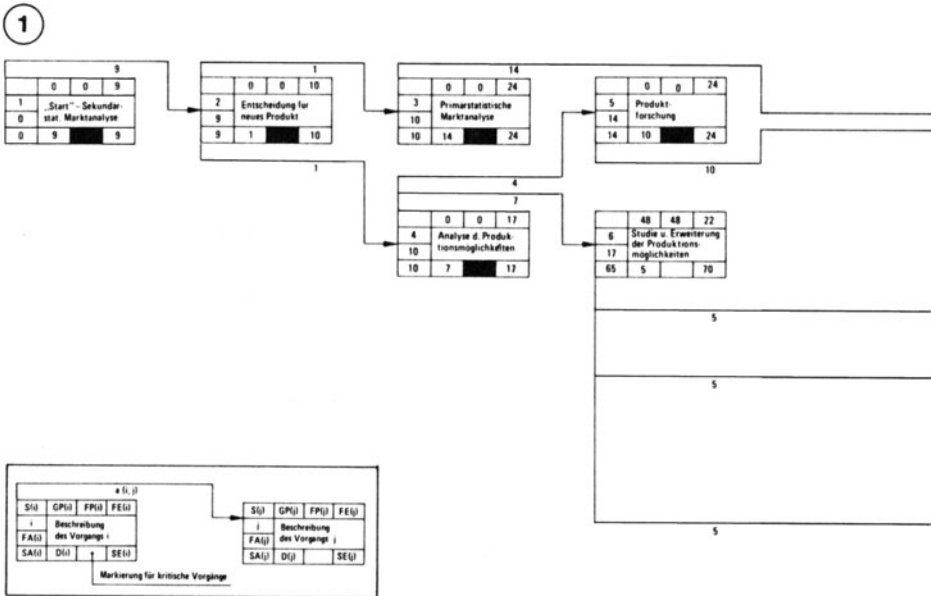 1
9
0 0 9
1 „Start" – Sekundär-
0 stat. Marktanalyse
0 9 9
1
0 0 10
2 Entscheidung für
9 neues Produkt
9 1 10
1
14
0 0 24
3 Primärstatistische
10 Marktanalyse
10 14 24
0 0 24
5 Produkt-
14 forschung
14 10 24
10
4
7
0 0 17
4 Analyse d. Produk-
10 tionsmöglichkeiten
10 7 17
48 48 22
6 Studie u. Erweiterung
17 der Produktions-
möglichkeiten
65 5 70
5
5
5
a (i, j)
S(i) GP(i) FP(i) FE(i)
i Beschreibung
FA(i) des Vorgangs i
SA(i) D(i) SE(i)
S(j) GP(j) FP(j) FE(j)
j Beschreibung
FA(j) des Vorgangs j
SA(j) D(j) SE(j)
Markierung für kritische Vorgänge